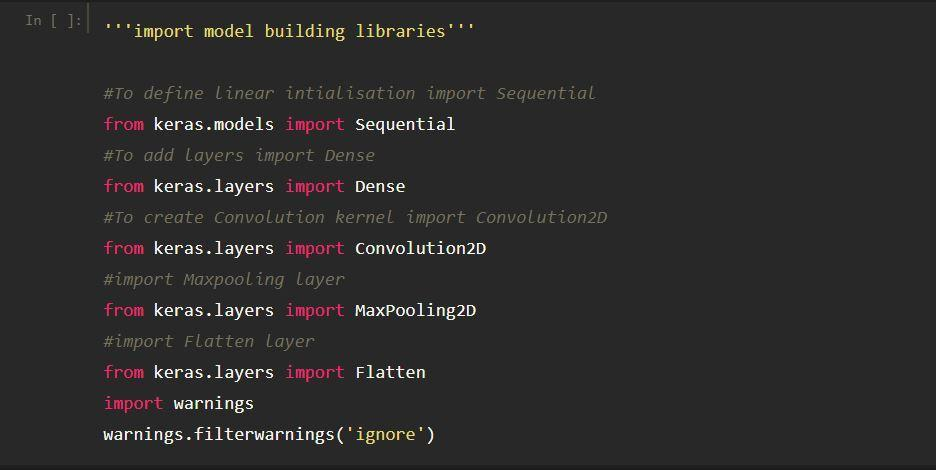 In [ ]:
'''import model building libraries'''
#To define linear intialisation import Sequential
from keras.models import Sequential
#To add layers import Dense
from keras.layers import Dense
#To create Convolution kernel import Convolution2D
from keras.layers import Convolution2D
#import Maxpooling layer
from keras.layers import MaxPooling2D
#import Flatten layer
from keras.layers import Flatten
import warnings
warnings.filterwarnings('ignore')